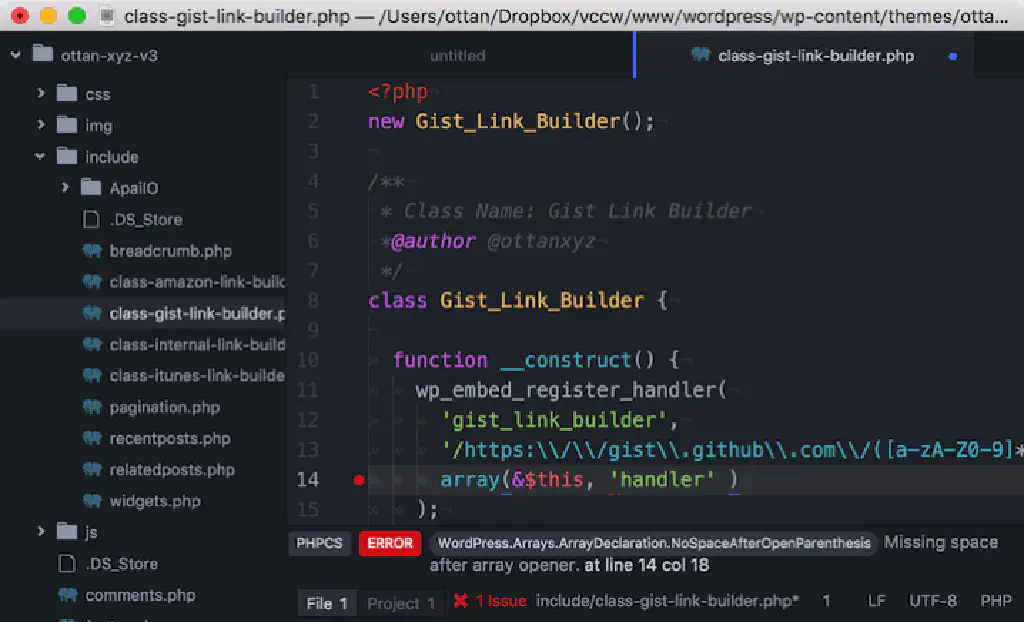 class-gist-link-builder.php — /Users/ottan/Dropbox/vccw/www/wordpress/wp-content/themes/otta...
ottan-xyz-v3
css
img
include
ApaiIO
.DS_Store
breadcrumb.php
class-amazon-link-builc
class-gist-link-builder.p
class-internal-link-build
class-itunes-link-builde
pagination.php
recentposts.php
relatedposts.php
widgets.php
js
.DS_Store
comments.php
untitled
class-gist-link-builder.php
1 <?php
2 new Gist_Link_Builder();
3
4 /**
5 * Class Name: Gist Link Builder
6 *@author @ottanxyz
7 */
8 class Gist_Link_Builder {
9
10 function __construct() {
11 wp_embed_register_handler(
12 'gist_link_builder',
13 '/https:\\/\\/gist\\.github\\.com\\/([a-zA-Z0-9]*
14 array(&$this, 'handler' )
15 );
PHPCS ERROR WordPress.Arrays.ArrayDeclaration.NoSpaceAfterOpenParenthesis Missing space
after array opener. at line 14 col 18
File 1 Project 1 ✖ 1 Issue include/class-gist-link-builder.php* 1 LF UTF-8 PHP